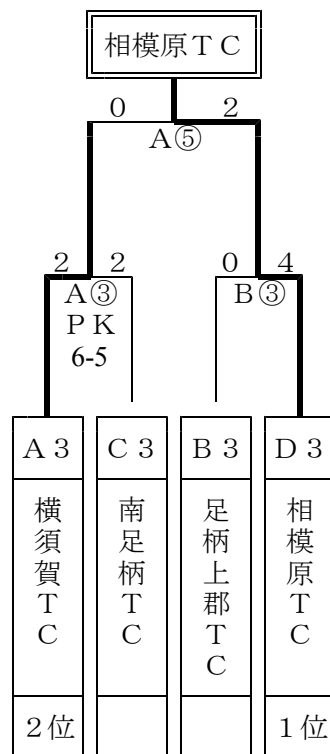 相模原ＴＣ
0 2
Ａ⑤
2 2 0 4
Ａ③ Ｂ③
ＰＫ
6-5
Ａ３ Ｃ３ Ｂ３ Ｄ３
横須賀ＴＣ
南足柄ＴＣ
足柄上郡ＴＣ
相模原ＴＣ
２位 １位